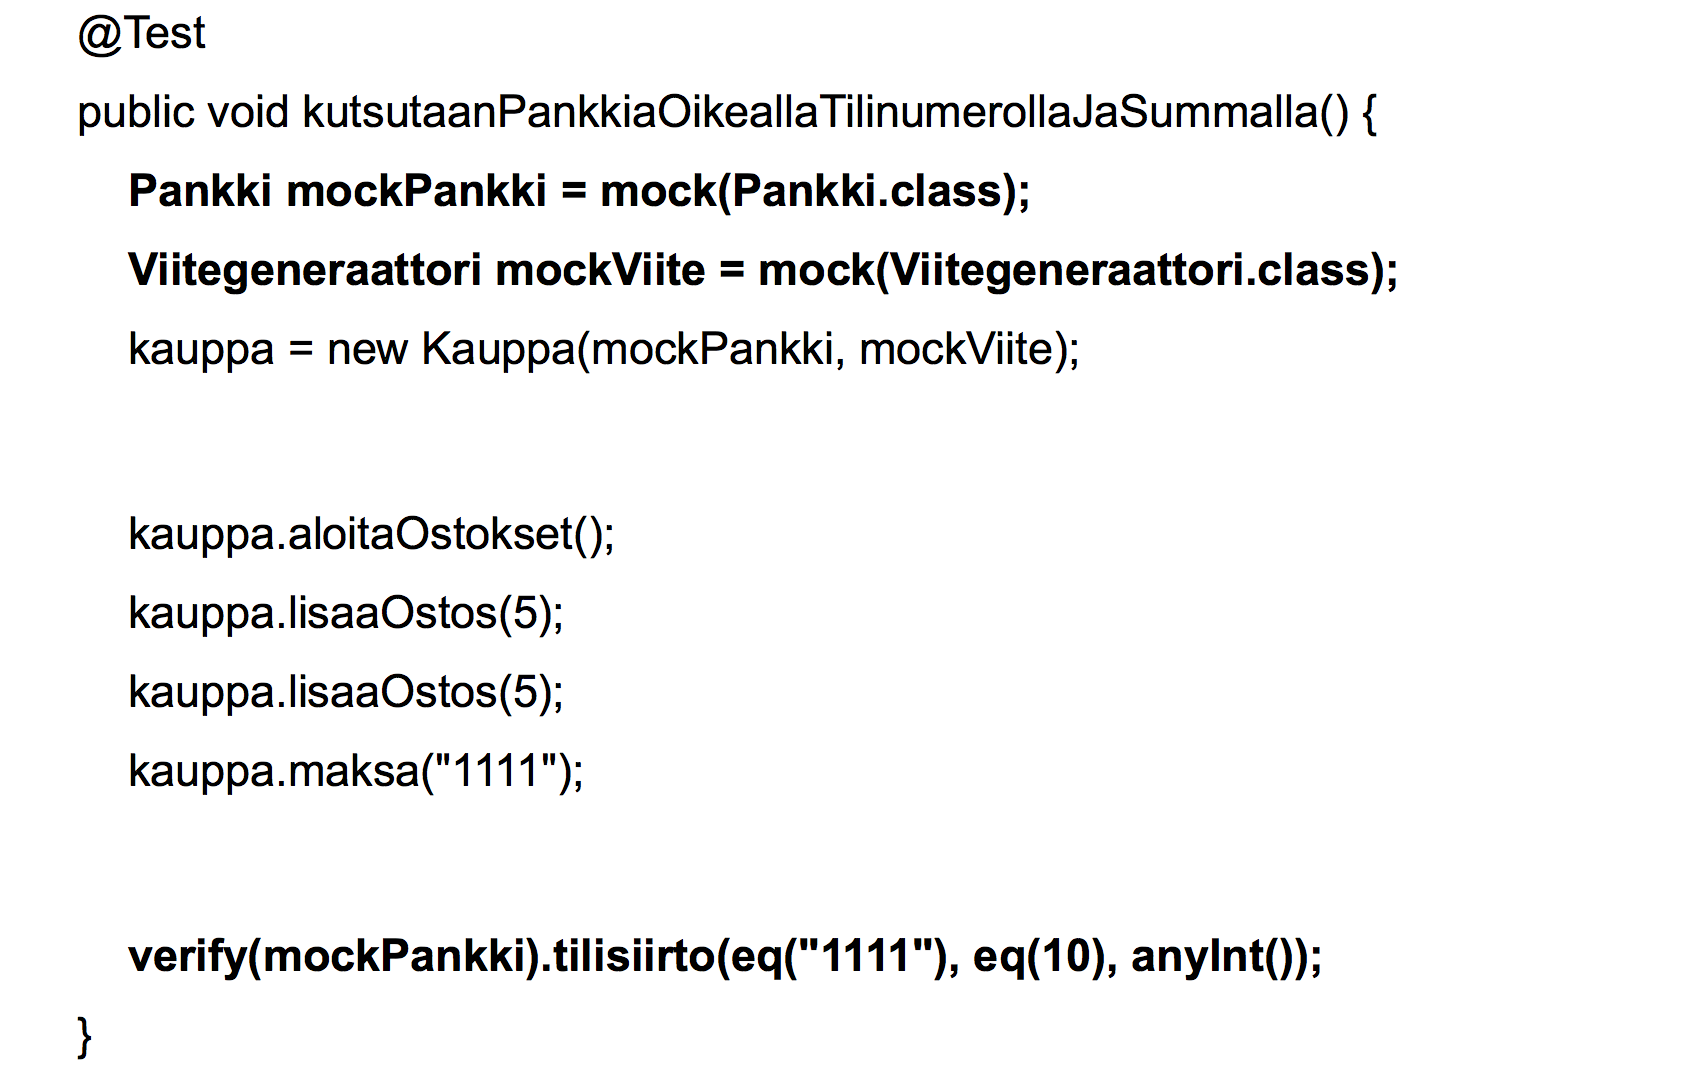 @Test
public void kutsutaanPankkiaOikeallaTilinumerollaJaSummalla() {
Pankki mockPankki = mock(Pankki.class);
Viitegeneraattori mockViite = mock(Viitegeneraattori.class);
kauppa = new Kauppa(mockPankki, mockViite);
kauppa.aloitaOstokset();
kauppa.lisaaOstos(5);
kauppa.lisaaOstos(5);
kauppa.maksa("1111");
verify(mockPankki).tilisiirto(eq("1111"), eq(10), anyInt());
}